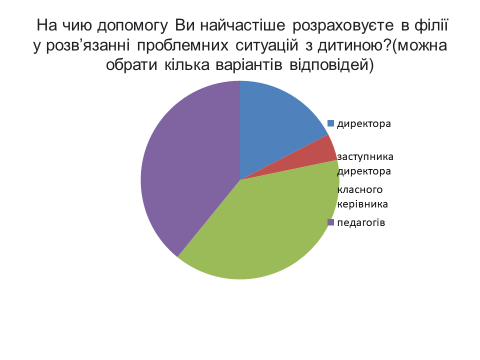 На чию допомогу Ви найчастіше розраховуєте в філії
у розв’язанні проблемних ситуацій з дитиною?(можна
обрати кілька варіантів відповідей)
директора
заступника
директора
класного
керівника
педагогів